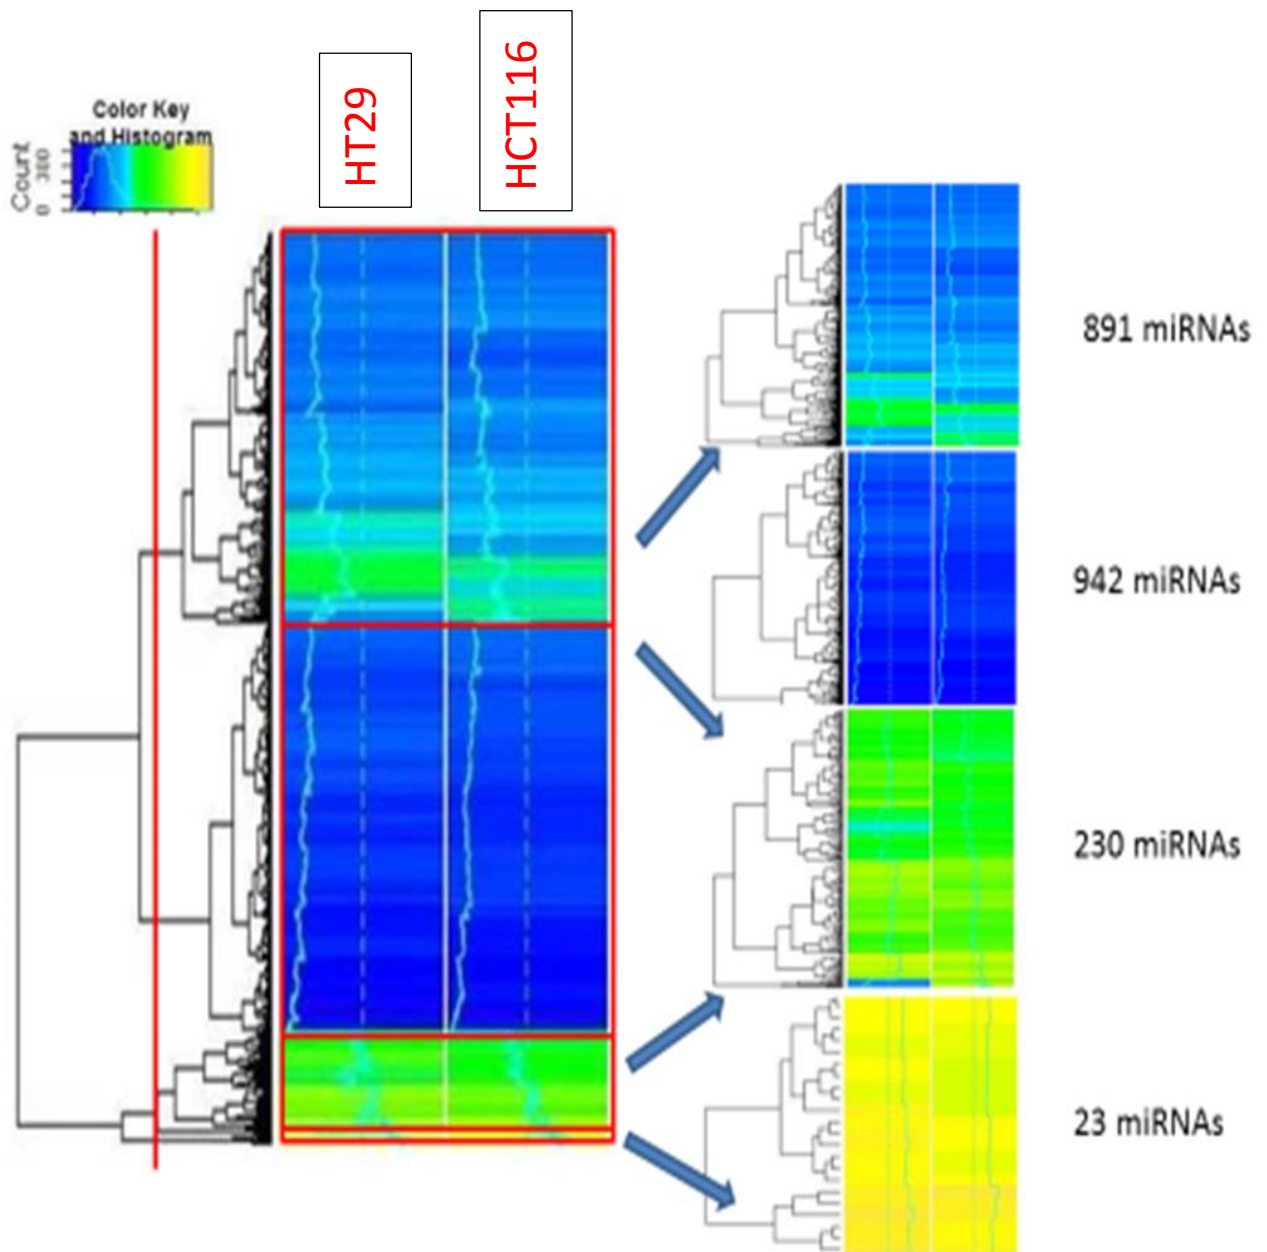 Color Key
and Histogram
Count
0 300
HT29
HCT116
891 miRNAs
942 miRNAs
230 miRNAs
23 miRNAs